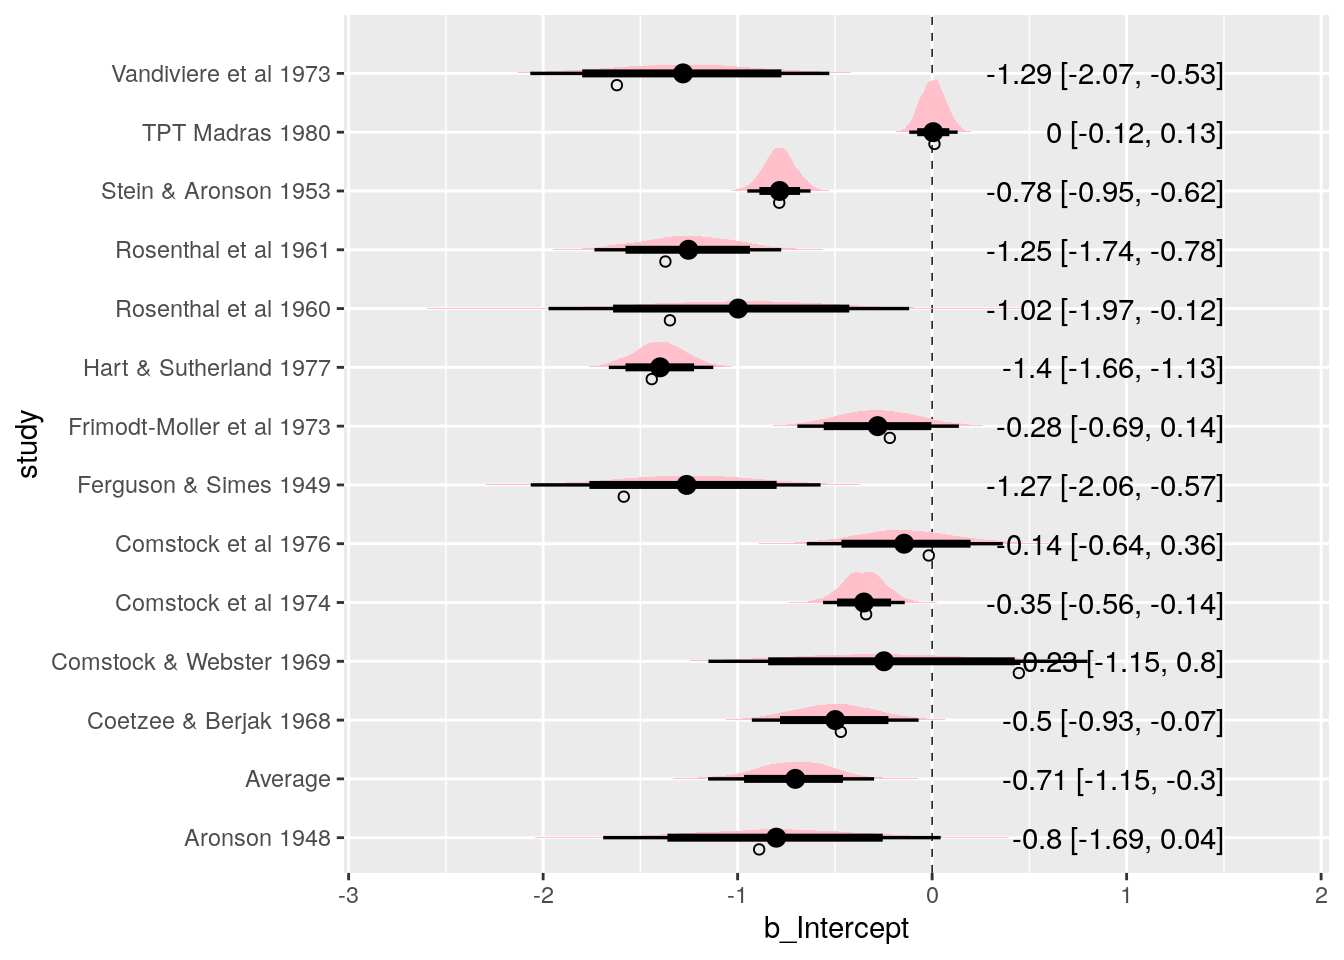 Vandiviere et al 1973 -1.29 [-2.07, -0.53]
TPT Madras 1980 0 [-0.12, 0.13]
Stein & Aronson 1953 -0.78 [-0.95, -0.62]
Rosenthal et al 1961 -1.25 [-1.74, -0.78]
Rosenthal et al 1960 -1.02 [-1.97, -0.12]
Hart & Sutherland 1977 -1.4 [-1.66, -1.13]
Frimodt-Moller et al 1973 -0.28 [-0.69, 0.14]
Ferguson & Simes 1949 -1.27 [-2.06, -0.57]
Comstock et al 1976 -0.14 [-0.64, 0.36]
Comstock et al 1974 -0.35 [-0.56, -0.14]
Comstock & Webster 1969 -0.23 [-1.15, 0.8]
Coetzee & Berjak 1968 -0.5 [-0.93, -0.07]
Average -0.71 [-1.15, -0.3]
Aronson 1948 -0.8 [-1.69, 0.04]
study
-3 -2 -1 0 1 2
b_Intercept